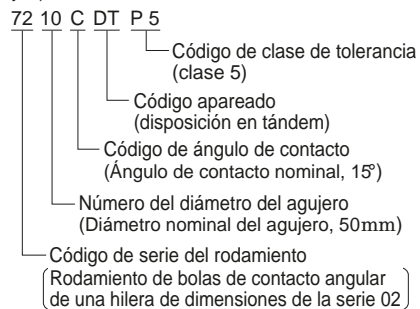 72 10 C DT P 5
Código de clase de tolerancia
(clase 5)
Código apareado
(disposición en tándem)
Código de ángulo de contacto
(Ángulo de contacto nominal, 15°)
Número del diámetro del agujero
(Diámetro nominal del agujero, 50mm)
Código de serie del rodamiento
(Rodamiento de bolas de contacto angular
de una hilera de dimensiones de la serie 02)